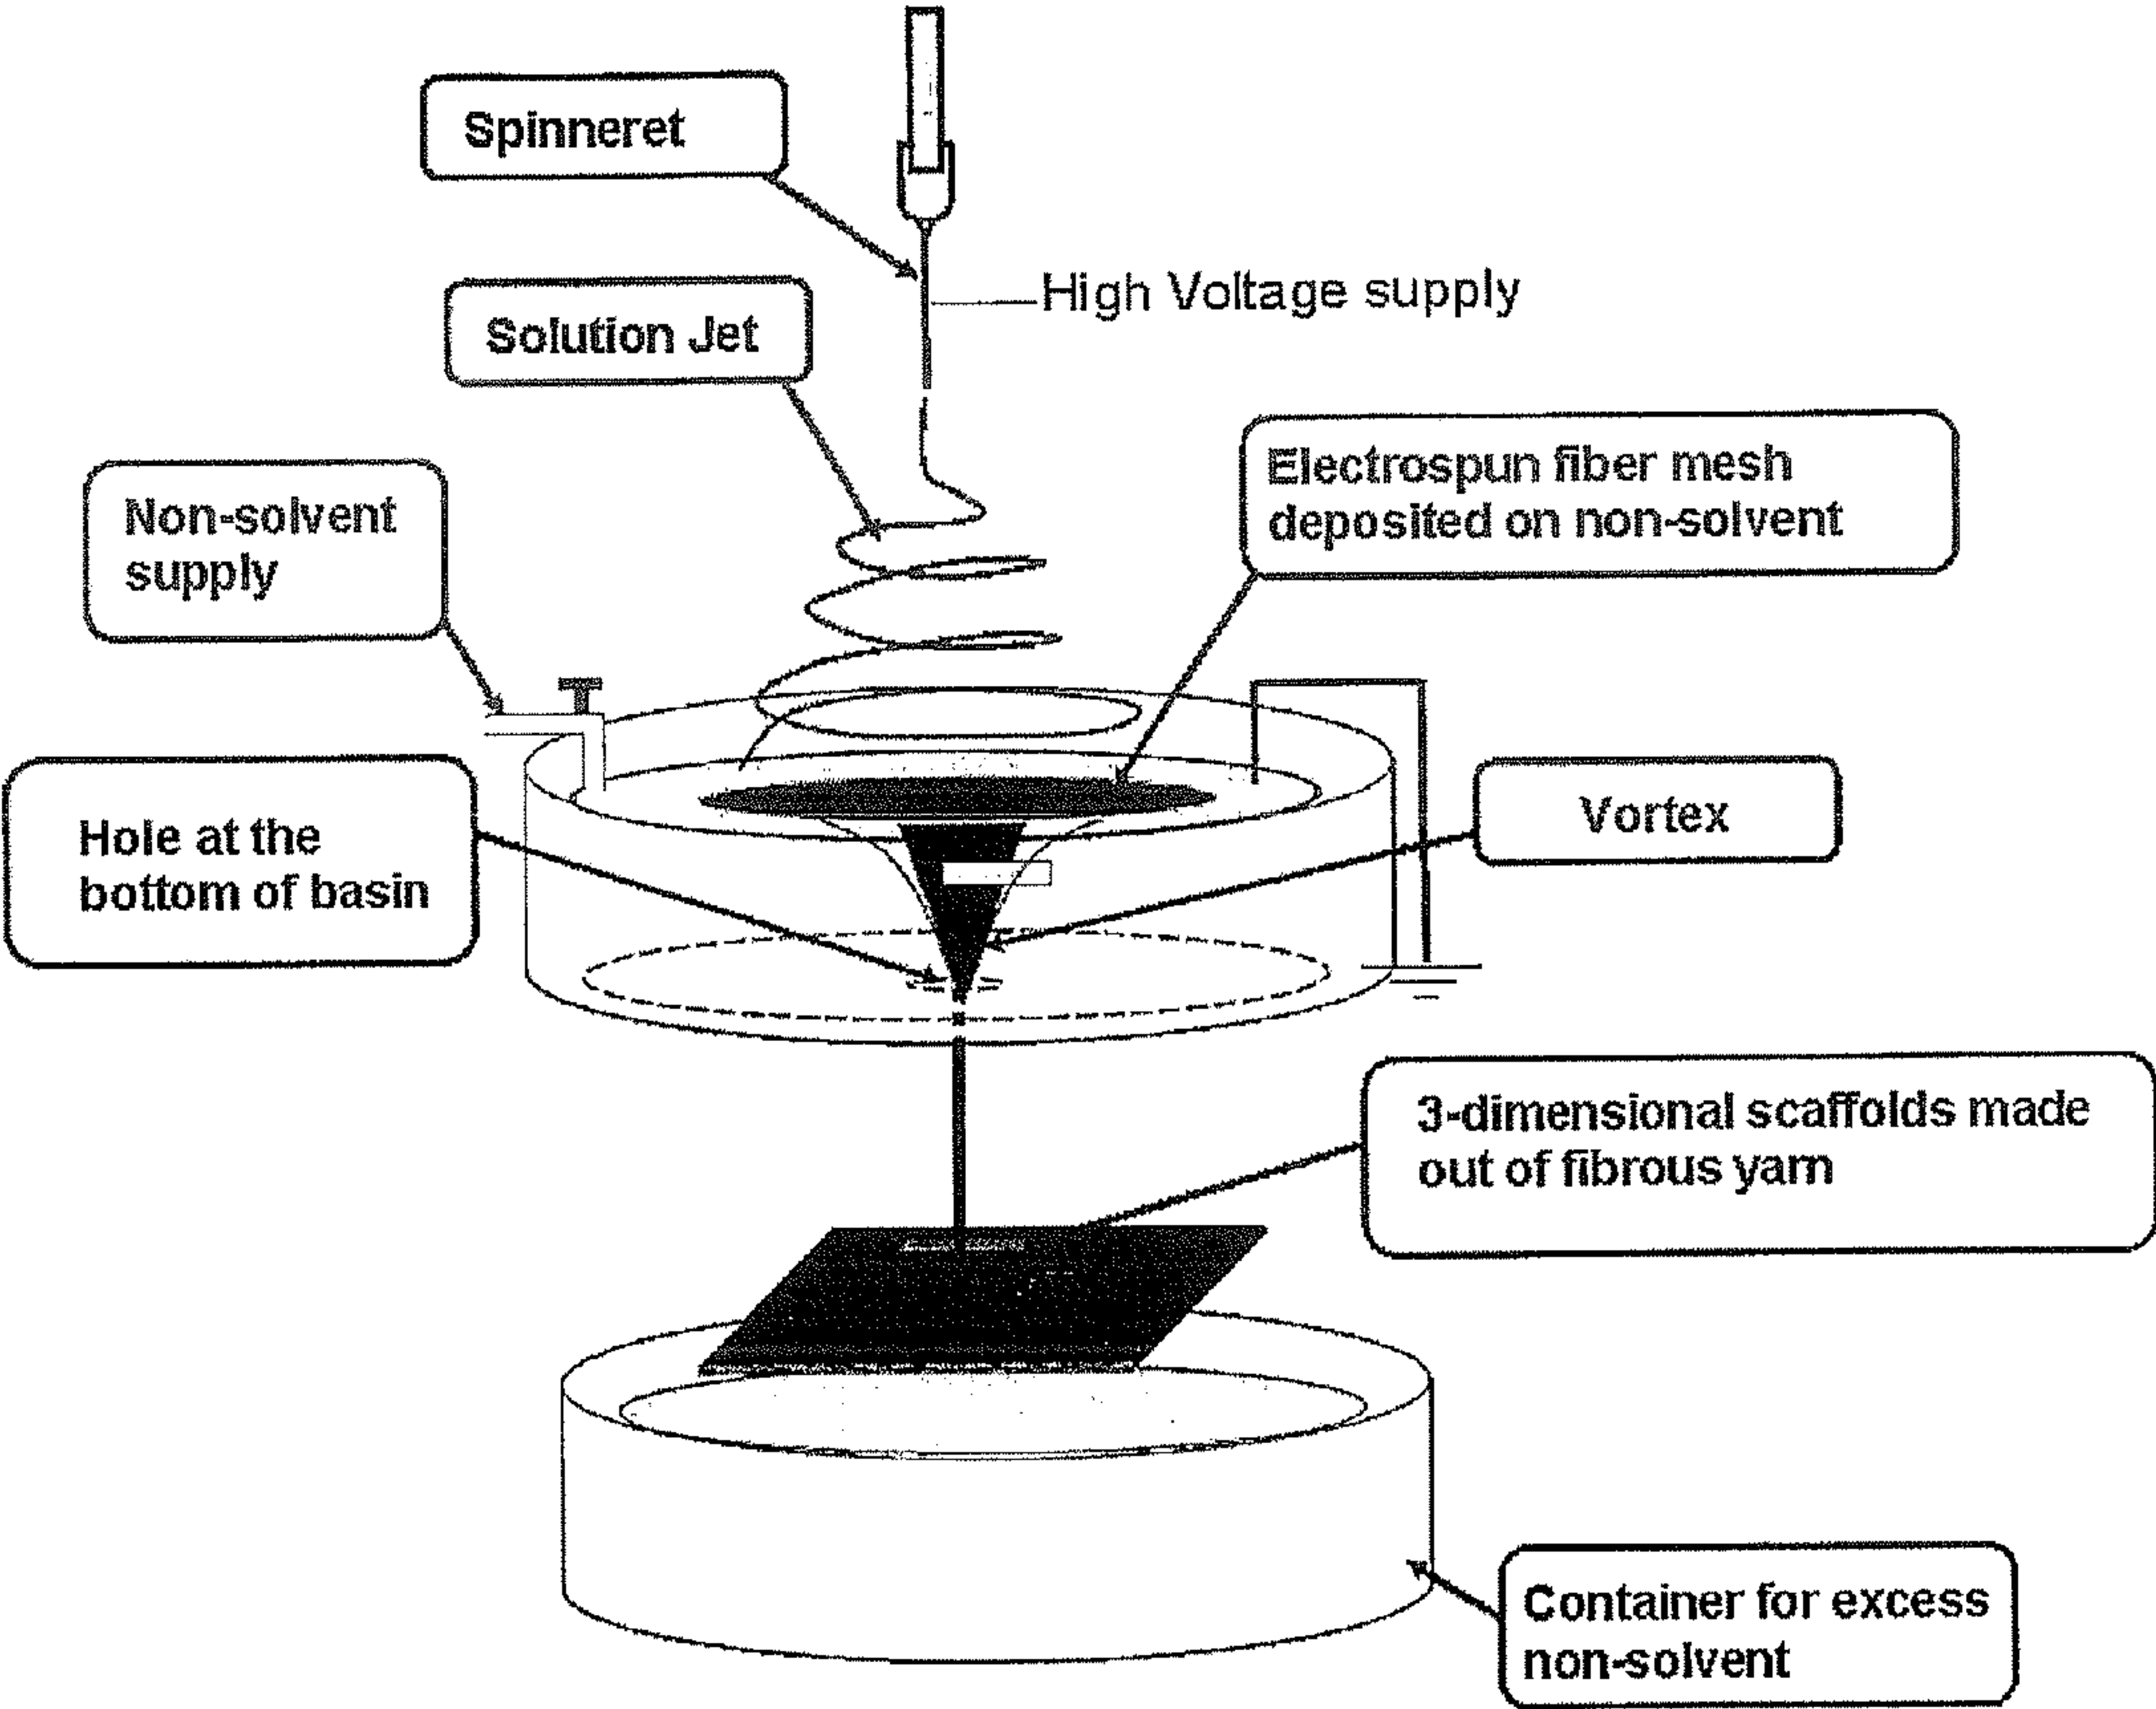 Spinneret
High Voltage supply
Solution Jet
Electrospun fiber mesh
deposited on non-solvent
Non-solvent
supply
Hole at the
bottom of basin
Vortex
3-dimensional scaffolds made
out of fibrous yarn
Container for excess
non-solvent